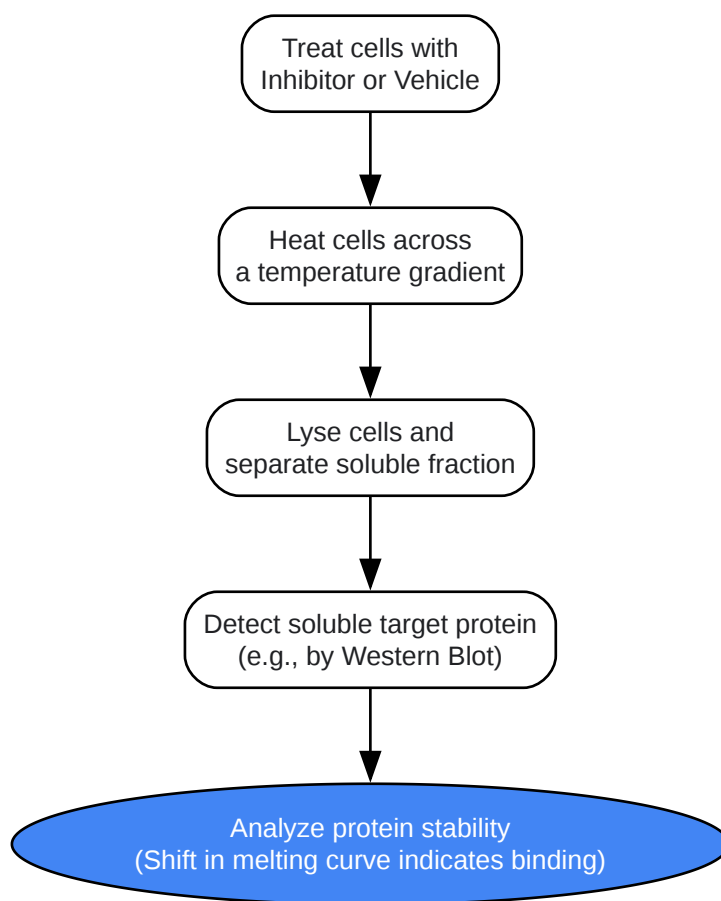 Treat cells with
Inhibitor or Vehicle
Heat cells across
a temperature gradient
Lyse cells and
separate soluble fraction
Detect soluble target protein
(e.g., by Western Blot)
Analyze protein stability
(Shift in melting curve indicates binding)